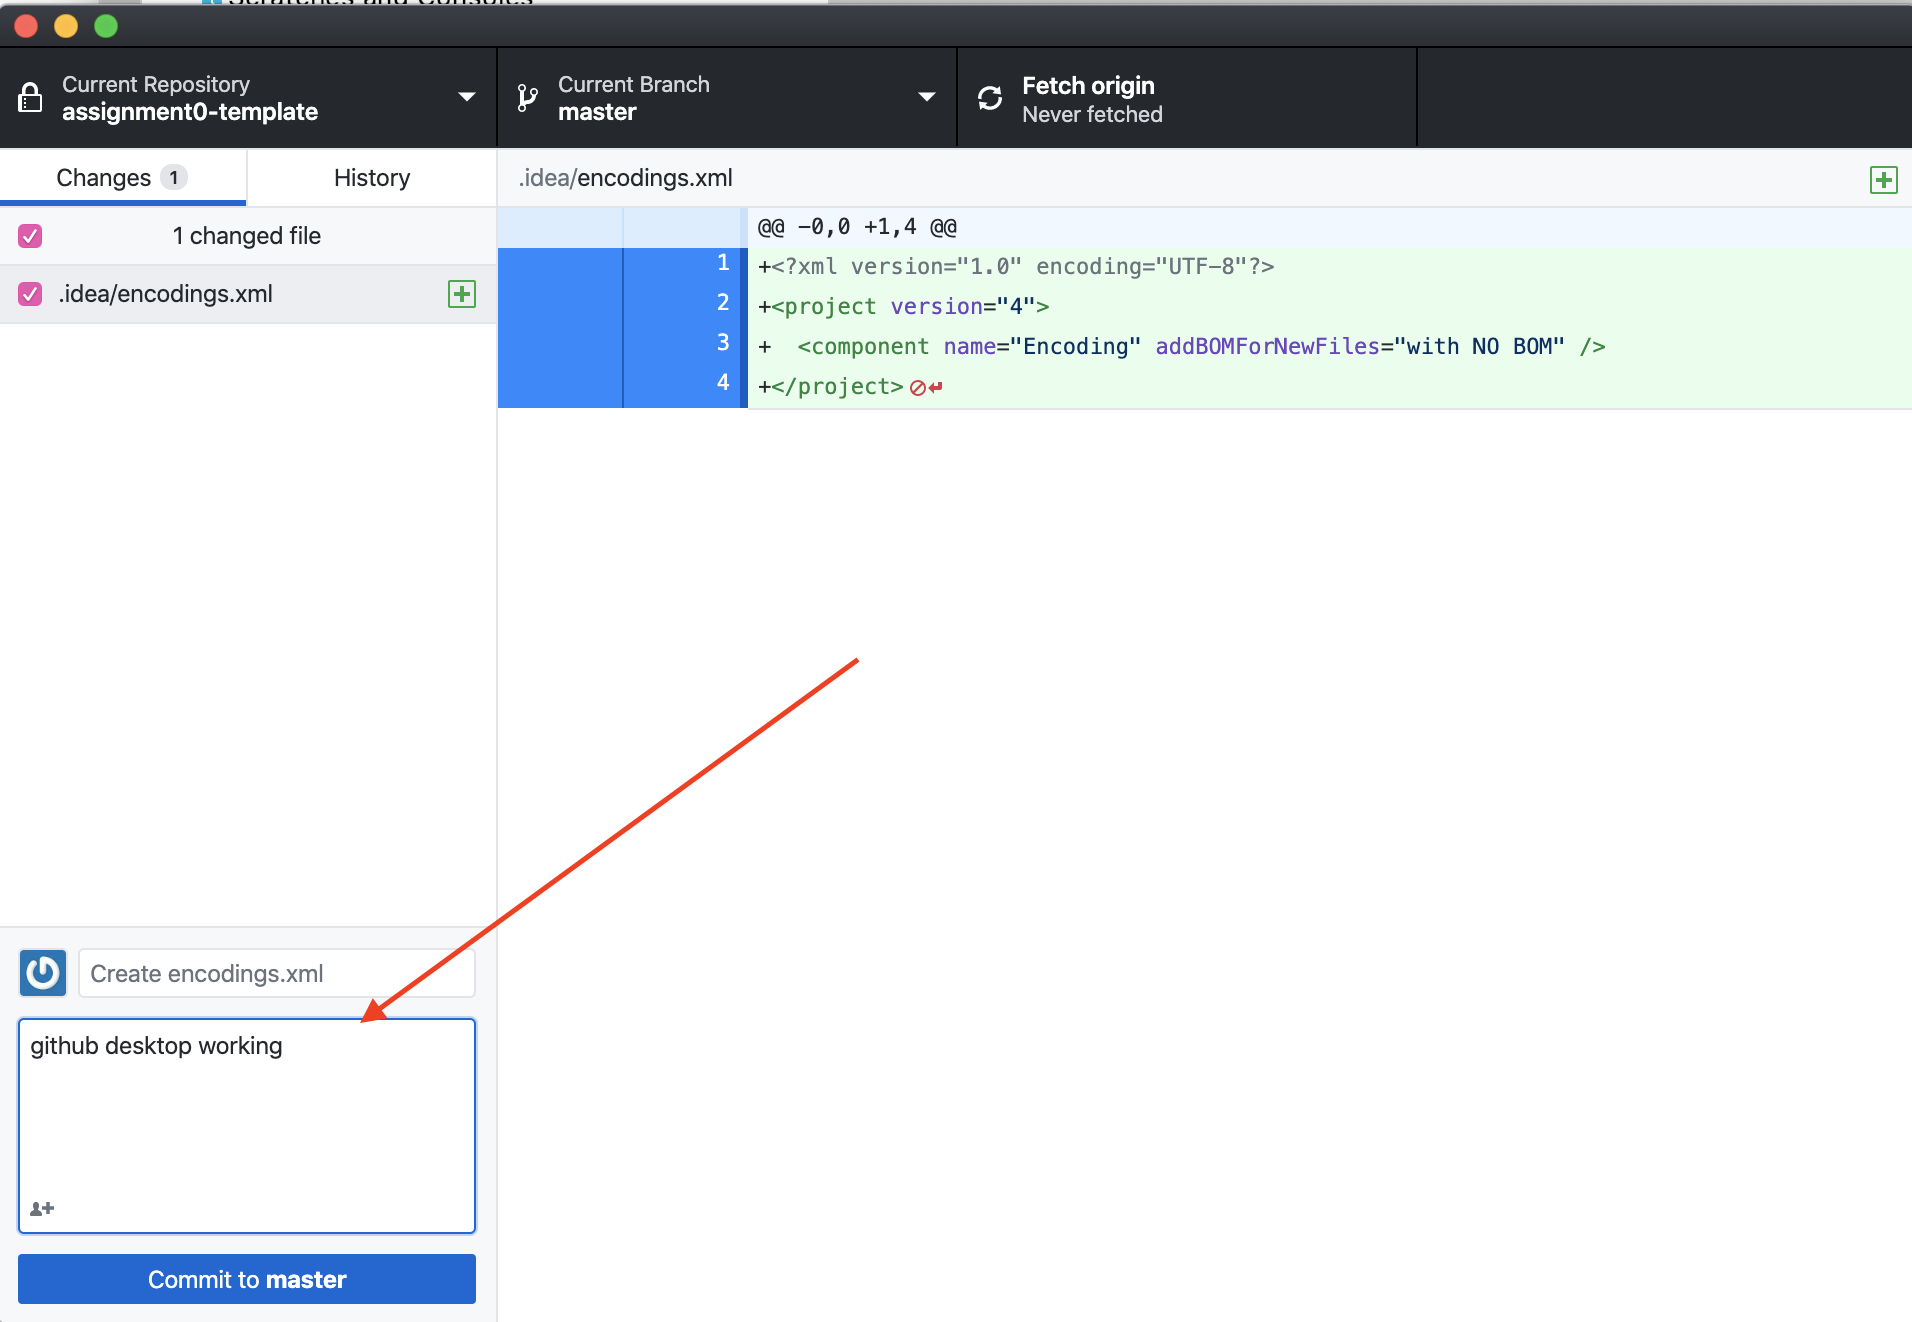 Scratches and Consoles
Current Repository
assignment0-template
Current Branch
master
Fetch origin
Never fetched
Changes 1
History
.idea/encodings.xml
1 changed file
.idea/encodings.xml
@@ -0,0 +1,4 @@
1 +<?xml version="1.0" encoding="UTF-8"?>
2 +<project version="4">
3 +  <component name="Encoding" addBOMForNewFiles="with NO BOM" />
4 +</project>
Create encodings.xml
github desktop working
Commit to master